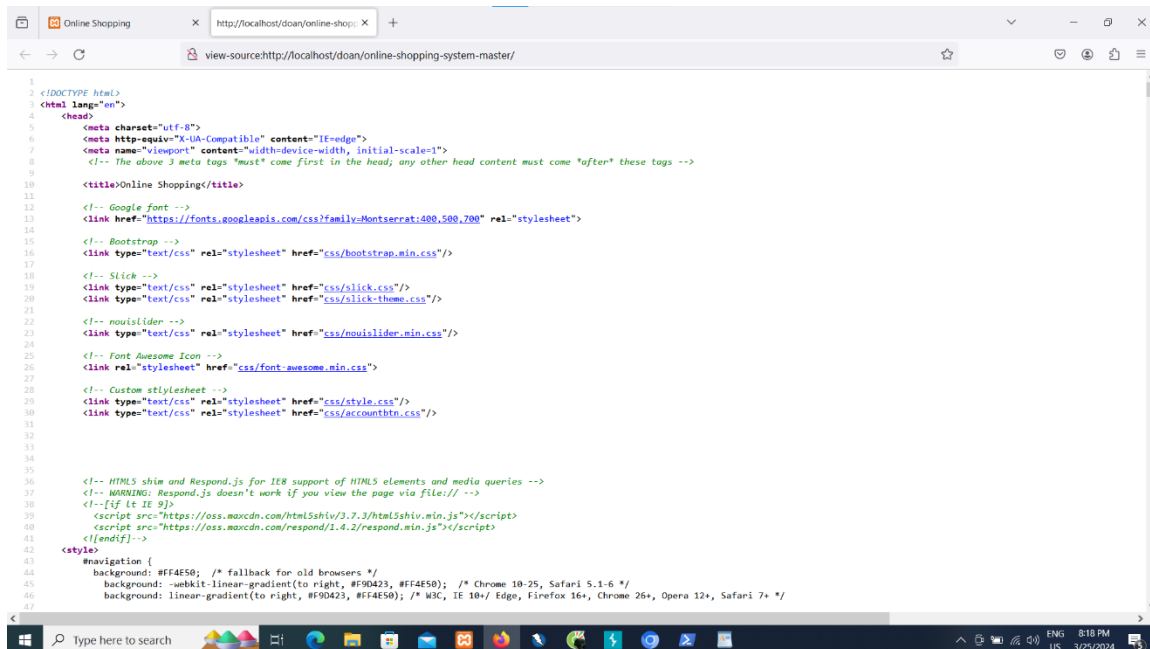 Online Shopping
http://localhost/doan/online-shopp
view-source:http://localhost/doan/online-shopping-system-master/
1
2 <!DOCTYPE html>
3 <html lang="en">
4 <head>
5 <meta charset="utf-8">
6 <meta http-equiv="X-UA-Compatible" content="IE=edge">
7 <meta name="viewport" content="width=device-width, initial-scale=1">
8 <!-- The above 3 meta tags *must* come first in the head; any other head content must come *after* these tags -->
9
10 <title>Online Shopping</title>
11
12 <!-- Google font -->
13 <link href="https://fonts.googleapis.com/css?family=Montserrat:400,500,700" rel="stylesheet">
14
15 <!-- Bootstrap -->
16 <link type="text/css" rel="stylesheet" href="css/bootstrap.min.css"/>
17
18 <!-- Slick -->
19 <link type="text/css" rel="stylesheet" href="css/slick.css"/>
20 <link type="text/css" rel="stylesheet" href="css/slick-theme.css"/>
21
22 <!-- nouislider -->
23 <link type="text/css" rel="stylesheet" href="css/nouislider.min.css"/>
24
25 <!-- Font Awesome Icon -->
26 <link rel="stylesheet" href="css/font-awesome.min.css">
27
28 <!-- Custom stlylesheet -->
29 <link type="text/css" rel="stylesheet" href="css/style.css"/>
30 <link type="text/css" rel="stylesheet" href="css/accountbtn.css"/>
31
32
33
34
35
36 <!-- HTML5 shim and Respond.js for IE8 support of HTML5 elements and media queries -->
37 <!-- WARNING: Respond.js doesn't work if you view the page via file:// -->
38 <!--[if lt IE 9]>
39 <script src="https://oss.maxcdn.com/html5shiv/3.7.3/html5shiv.min.js"></script>
40 <script src="https://oss.maxcdn.com/respond/1.4.2/respond.min.js"></script>
41 <![endif]-->
42 <style>
43 #navigation {
44 background: #FF4E50; /* fallback for old browsers */
45 background: -webkit-linear-gradient(to right, #F9D423, #FF4E50); /* Chrome 10-25, Safari 5.1-6 */
46 background: linear-gradient(to right, #F9D423, #FF4E50); /* W3C, IE 10+/ Edge, Firefox 16+, Chrome 26+, Opera 12+, Safari 7+ */
47
Type here to search
ENG 8:18 PM
US 3/25/2024
5